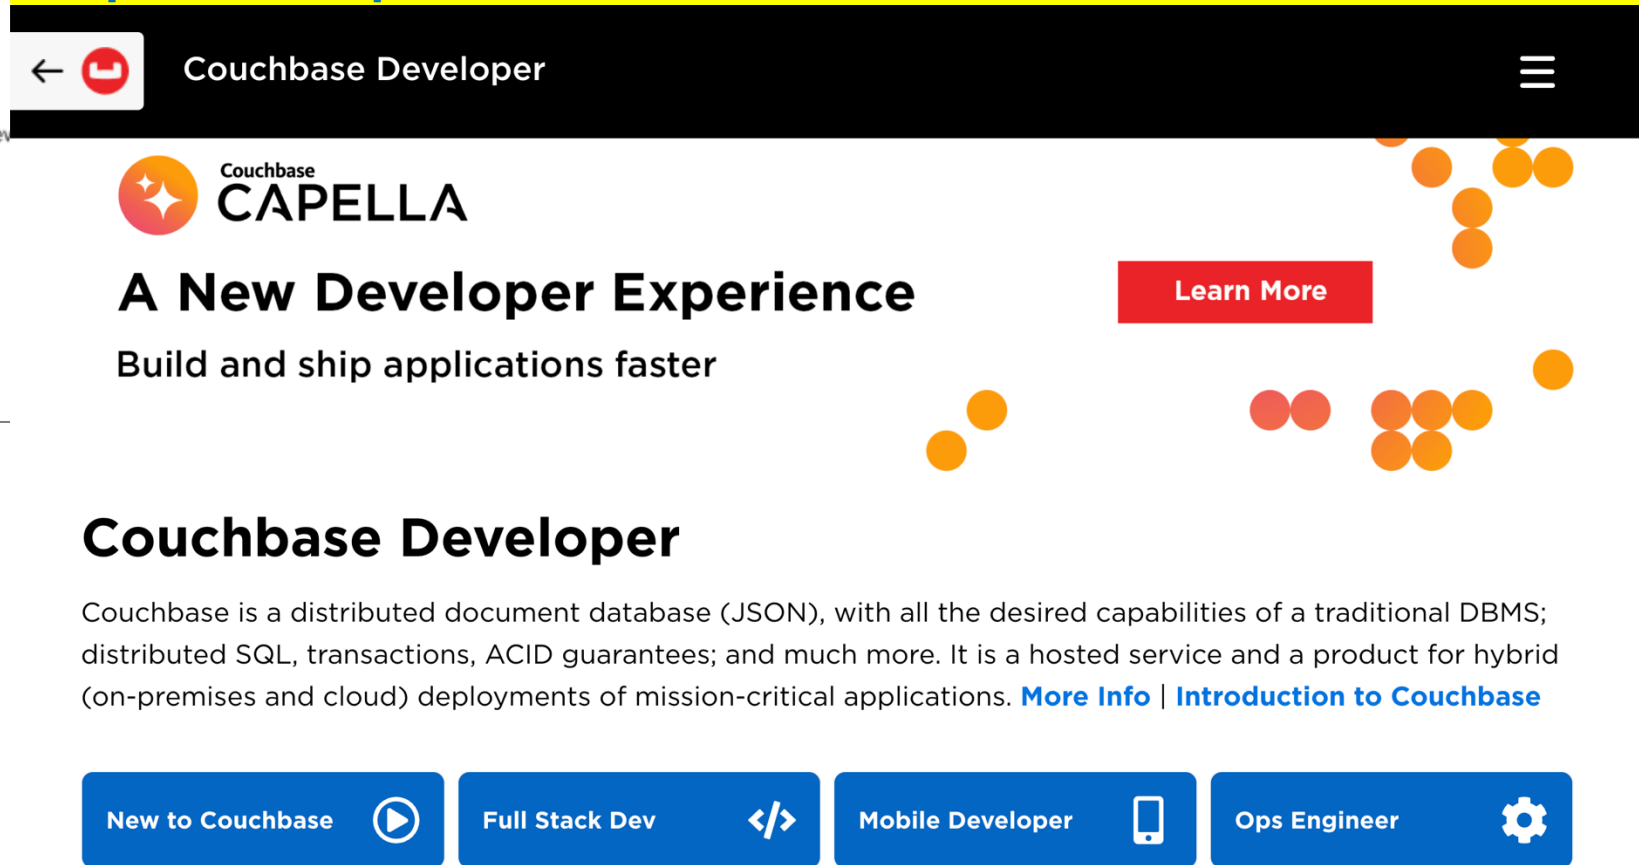 Couchbase Developer
Couchbase
CAPELLA
A New Developer Experience
Learn More
Build and ship applications faster
Couchbase Developer
Couchbase is a distributed document database (JSON), with all the desired capabilities of a traditional DBMS;
distributed SQL, transactions, ACID guarantees; and much more. It is a hosted service and a product for hybrid
(on-premises and cloud) deployments of mission-critical applications. More Info | Introduction to Couchbase
New to Couchbase
Full Stack Dev
Mobile Developer
Ops Engineer